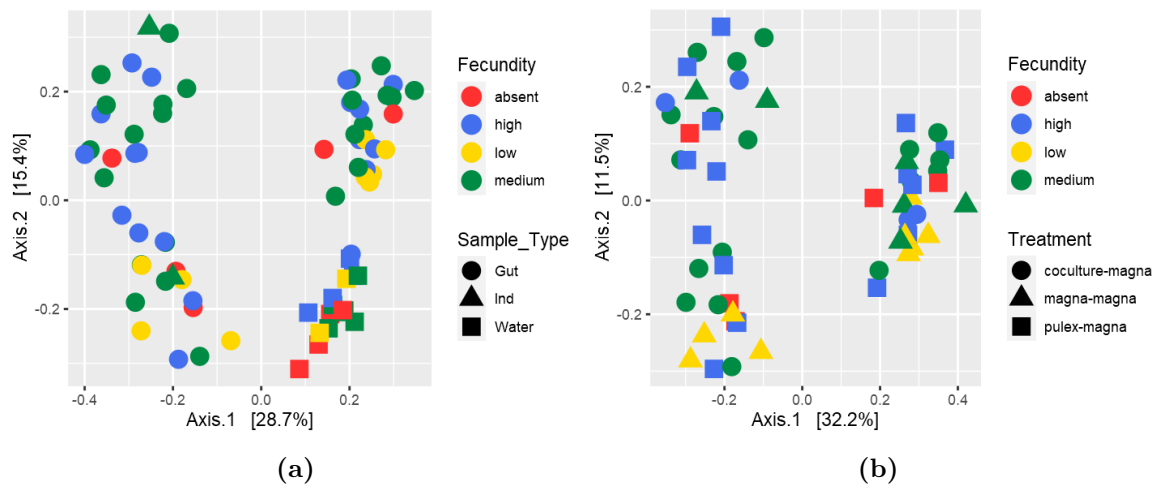 0.2
0.0
-0.2
Axis.2 [15.4%]
-0.4
-0.2
0.0
0.2
Axis.1 [28.7%]
Fecundity
absent
high
low
medium
Sample_Type
Gut
Ind
Water
(a)
0.2
0.0
-0.2
Axis.2 [11.5%]
-0.2
0.0
0.2
0.4
Axis.1 [32.2%]
Fecundity
absent
high
low
medium
Treatment
coculture-magna
magna-magna
pulex-magna
(b)